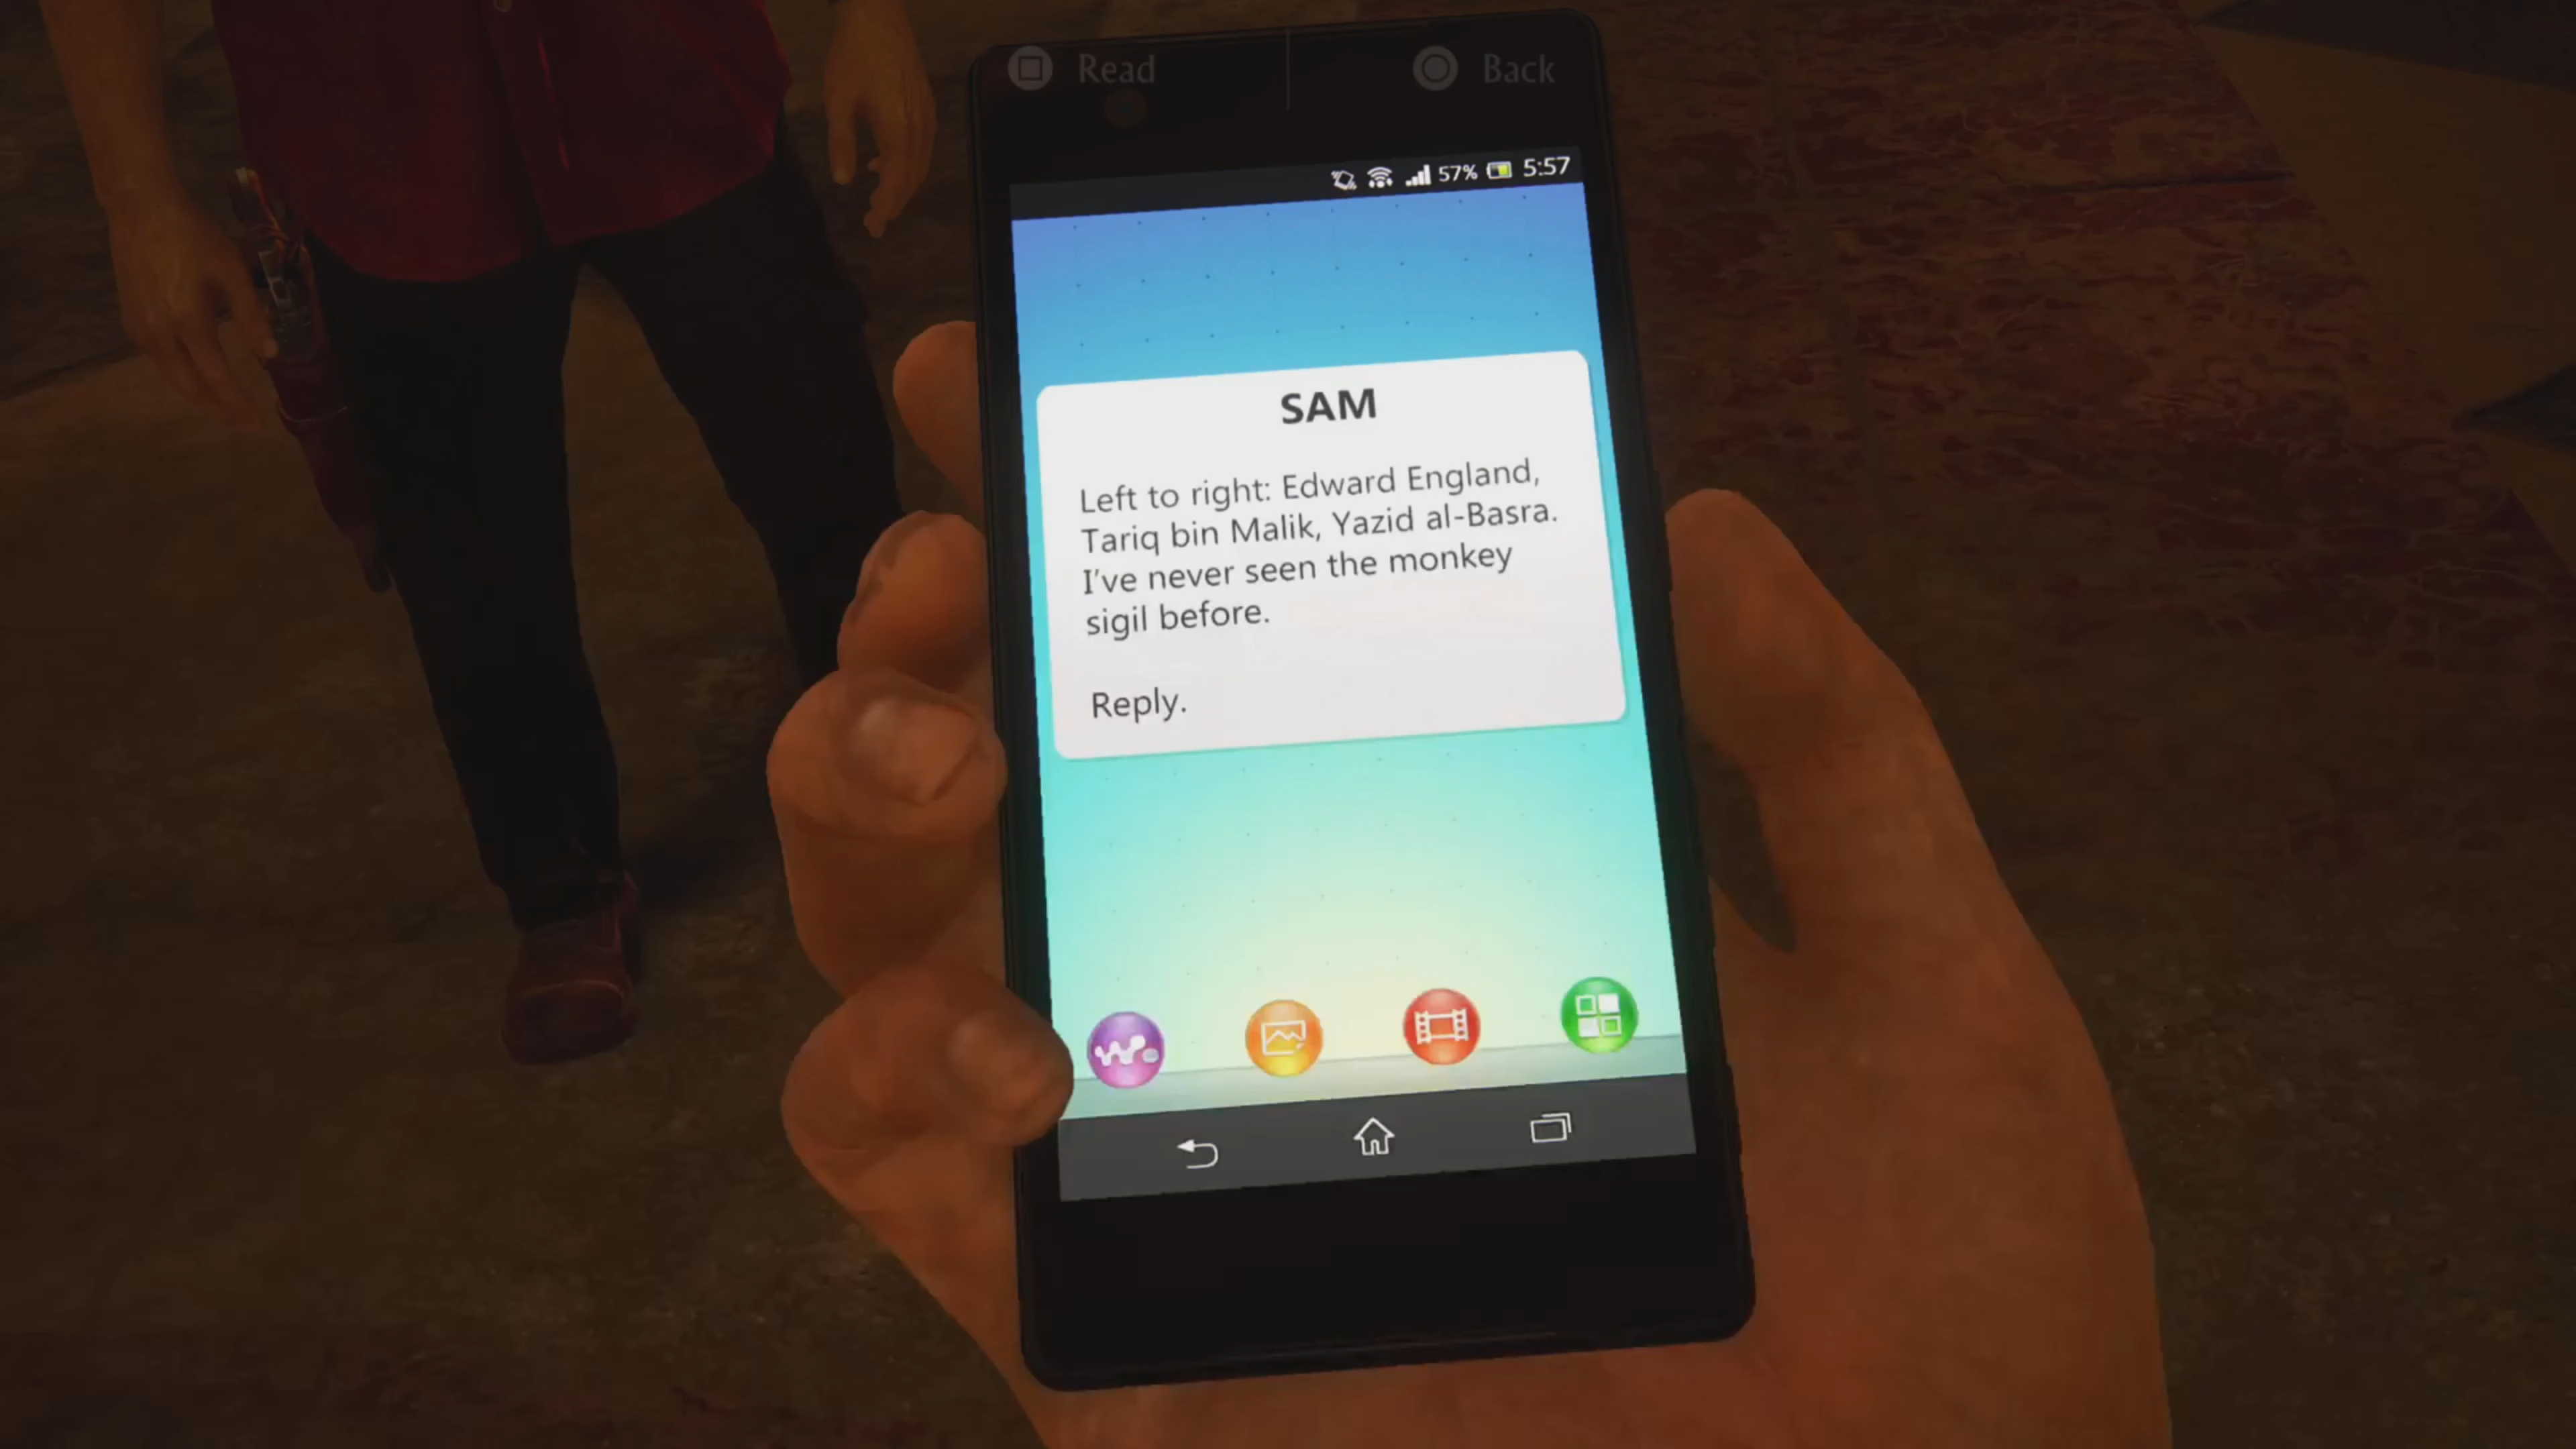 Read
Back
57% 5:57
SAM
Left to right: Edward England,
Tariq bin Malik, Yazid al-Basra.
I've never seen the monkey
sigil before.
Reply.